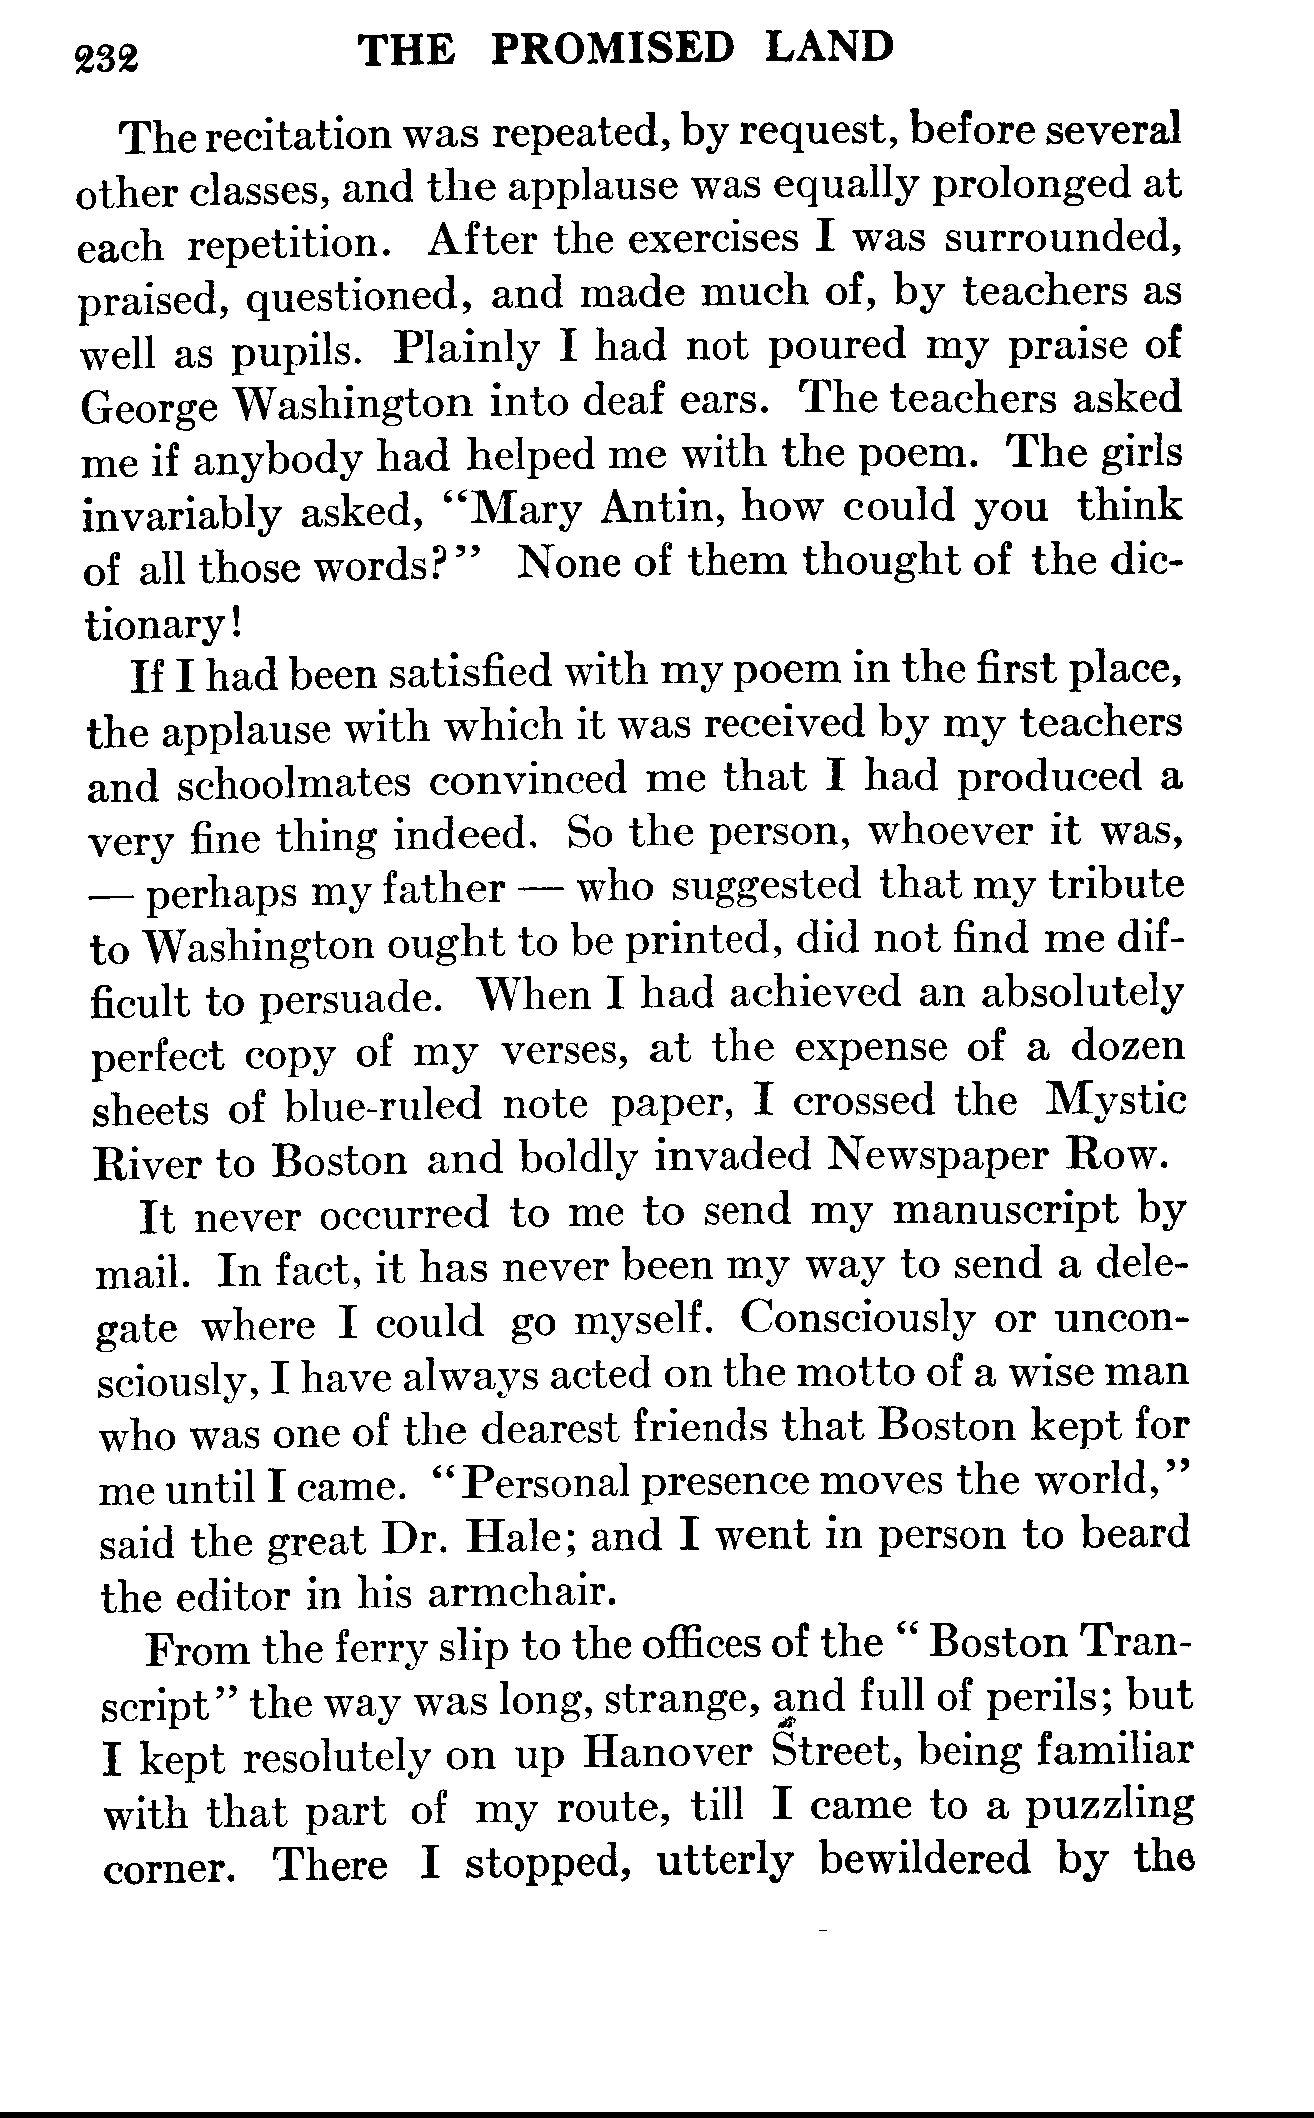 232 THE PROMISED LAND
The recitation was repeated, by request, before several
other classes, and the applause was equally prolonged at
each repetition. After the exercises I was surrounded,
praised, questioned, and made much of, by teachers as
well as pupils. Plainly I had not poured my praise of
George Washington into deaf ears. The teachers asked
me if anybody had helped me with the poem. The girls
invariably asked, “Mary Antin, how could you think
of all those words?” None of them thought of the dic-
tionary!
If I had been satisfied with my poem in the first place,
the applause with which it was received by my teachers
and schoolmates convinced me that I had produced a
very fine thing indeed. So the person, whoever it was,
— perhaps my father — who suggested that my tribute
to Washington ought to be printed, did not find me dif-
ficult to persuade. When I had achieved an absolutely
perfect copy of my verses, at the expense of a dozen
sheets of blue-ruled note paper, I crossed the Mystic
River to Boston and boldly invaded Newspaper Row.
It never occurred to me to send my manuscript by
mail. In fact, it has never been my way to send a dele-
gate where I could go myself. Consciously or uncon-
sciously, I have always acted on the motto of a wise man
who was one of the dearest friends that Boston kept for
me until I came. “Personal presence moves the world,”
said the great Dr. Hale; and I went in person to beard
the editor in his armchair.
From the ferry slip to the offices of the “Boston Tran-
script” the way was long, strange, and full of perils; but
I kept resolutely on up Hanover Street, being familiar
with that part of my route, till I came to a puzzling
corner. There I stopped, utterly bewildered by the